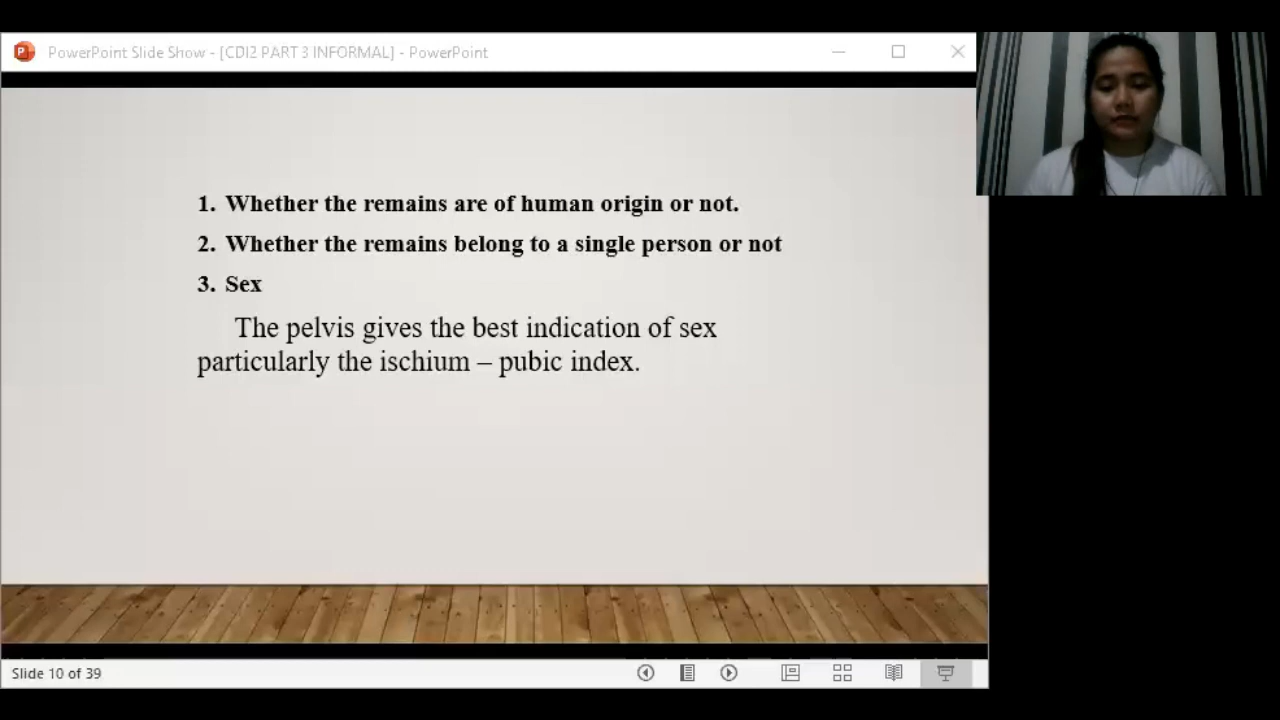 PowerPoint Slide Show - [CDI2 PART 3 INFORMAL] - PowerPoint
1. Whether the remains are of human origin or not.
2. Whether the remains belong to a single person or not
3. Sex
The pelvis gives the best indication of sex
particularly the ischium – pubic index.
Slide 10 of 39